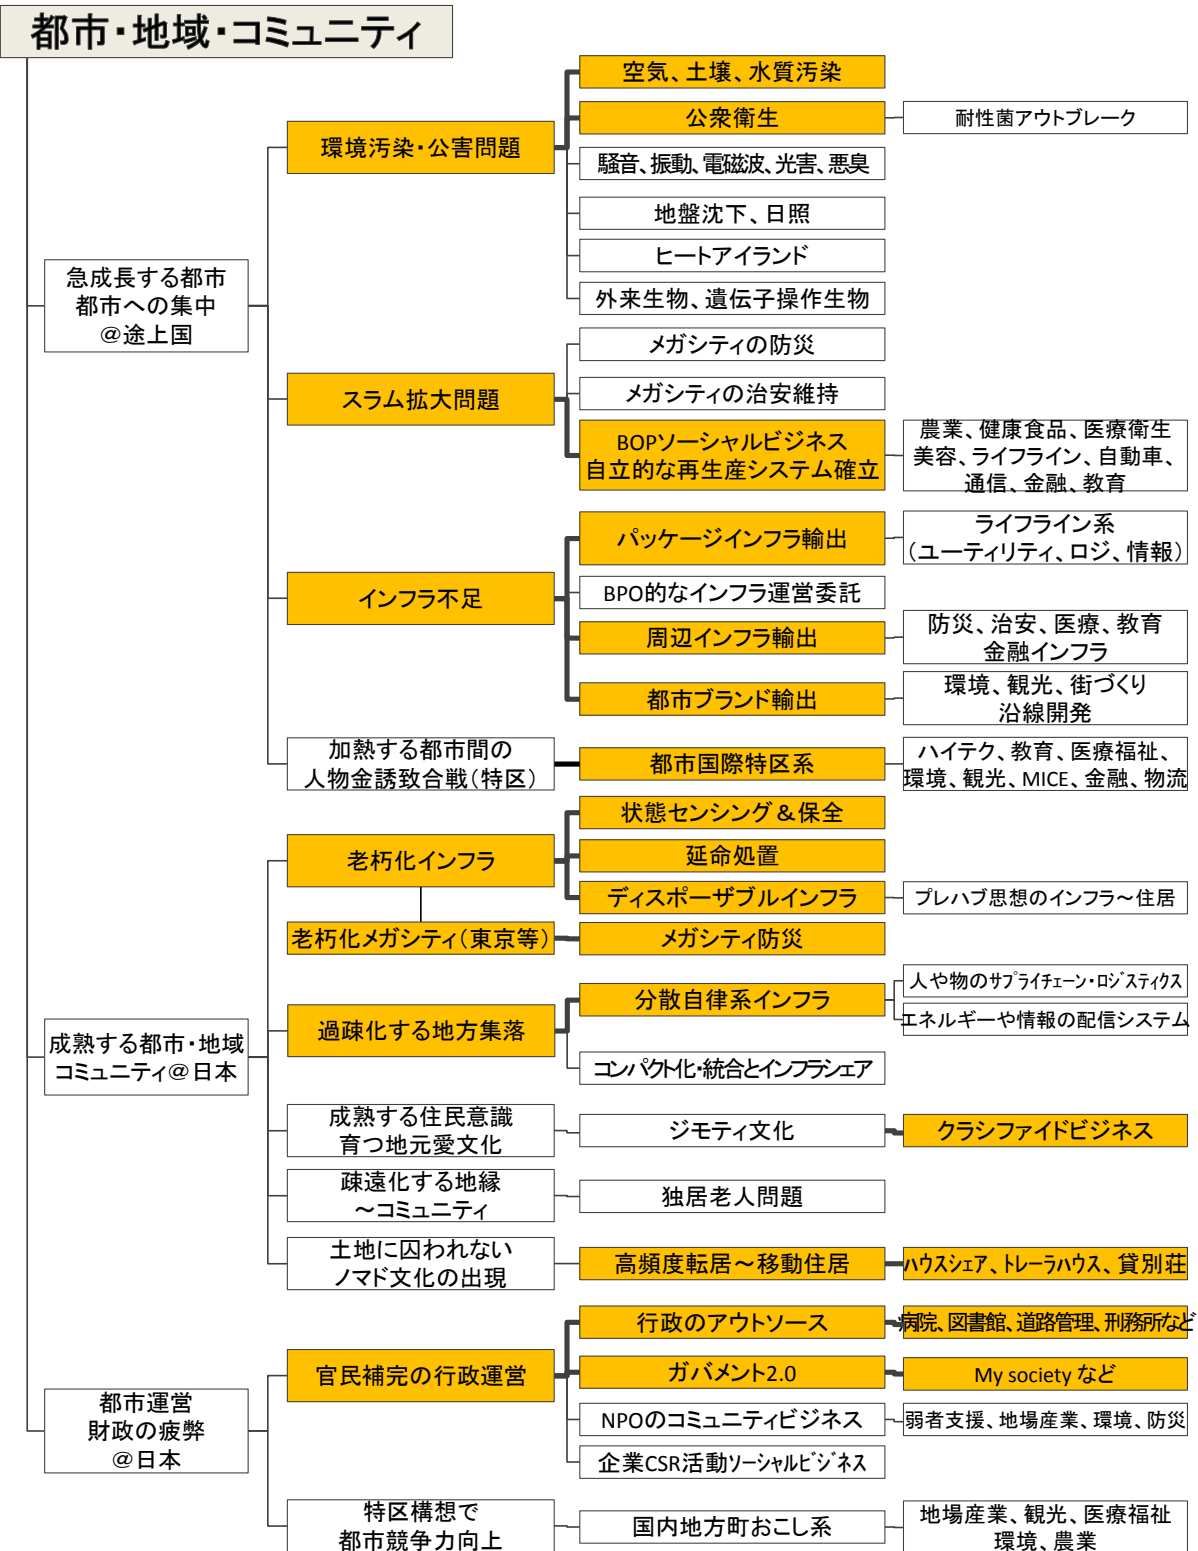 都市・地域・コミュニティ
急成長する都市
都市への集中
＠途上国
環境汚染・公害問題
空気、土壌、水質汚染
公衆衛生
耐性菌アウトブレーク
騒音、振動、電磁波、光害、悪臭
地盤沈下、日照
ヒートアイランド
外来生物、遺伝子操作生物
スラム拡大問題
メガシティの防災
メガシティの治安維持
BOPソーシャルビジネス
自立的な再生産システム確立
農業、健康食品、医療衛生
美容、ライフライン、自動車、
通信、金融、教育
インフラ不足
パッケージインフラ輸出
ライフライン系
（ユーティリティ、ロジ、情報）
BPO的なインフラ運営委託
周辺インフラ輸出
防災、治安、医療、教育
金融インフラ
都市ブランド輸出
環境、観光、街づくり
沿線開発
加熱する都市間の
人物金誘致合戦（特区）
都市国際特区系
ハイテク、教育、医療福祉、
環境、観光、MICE、金融、物流
成熟する都市・地域
コミュニティ＠日本
老朽化インフラ
状態センシング＆保全
延命処置
ディスポーザブルインフラ
プレハブ思想のインフラ～住居
老朽化メガシティ（東京等）
メガシティ防災
過疎化する地方集落
分散自律系インフラ
人や物のｻﾌﾟﾗｲﾁｪｰﾝ・ﾛｼﾞｽﾃｨｸｽ
エネルギーや情報の配信システム
コンパクト化・統合とインフラシェア
成熟する住民意識
育つ地元愛文化
ジモティ文化
クラシファイドビジネス
疎遠化する地縁
～コミュニティ
独居老人問題
土地に囚われない
ノマド文化の出現
高頻度転居～移動住居
ﾊｳｽｼｪｱ、ﾄﾚｰﾗﾊｳｽ、貸別荘
都市運営
財政の疲弊
＠日本
官民補完の行政運営
行政のアウトソース
病院、図書館、道路管理、刑務所など
ガバメント2.0
My society など
NPOのコミュニティビジネス
弱者支援、地場産業、環境、防災
企業CSR活動ｿｰｼｬﾙﾋﾞｼﾞﾈｽ
特区構想で
都市競争力向上
国内地方町おこし系
地場産業、観光、医療福祉
環境、農業